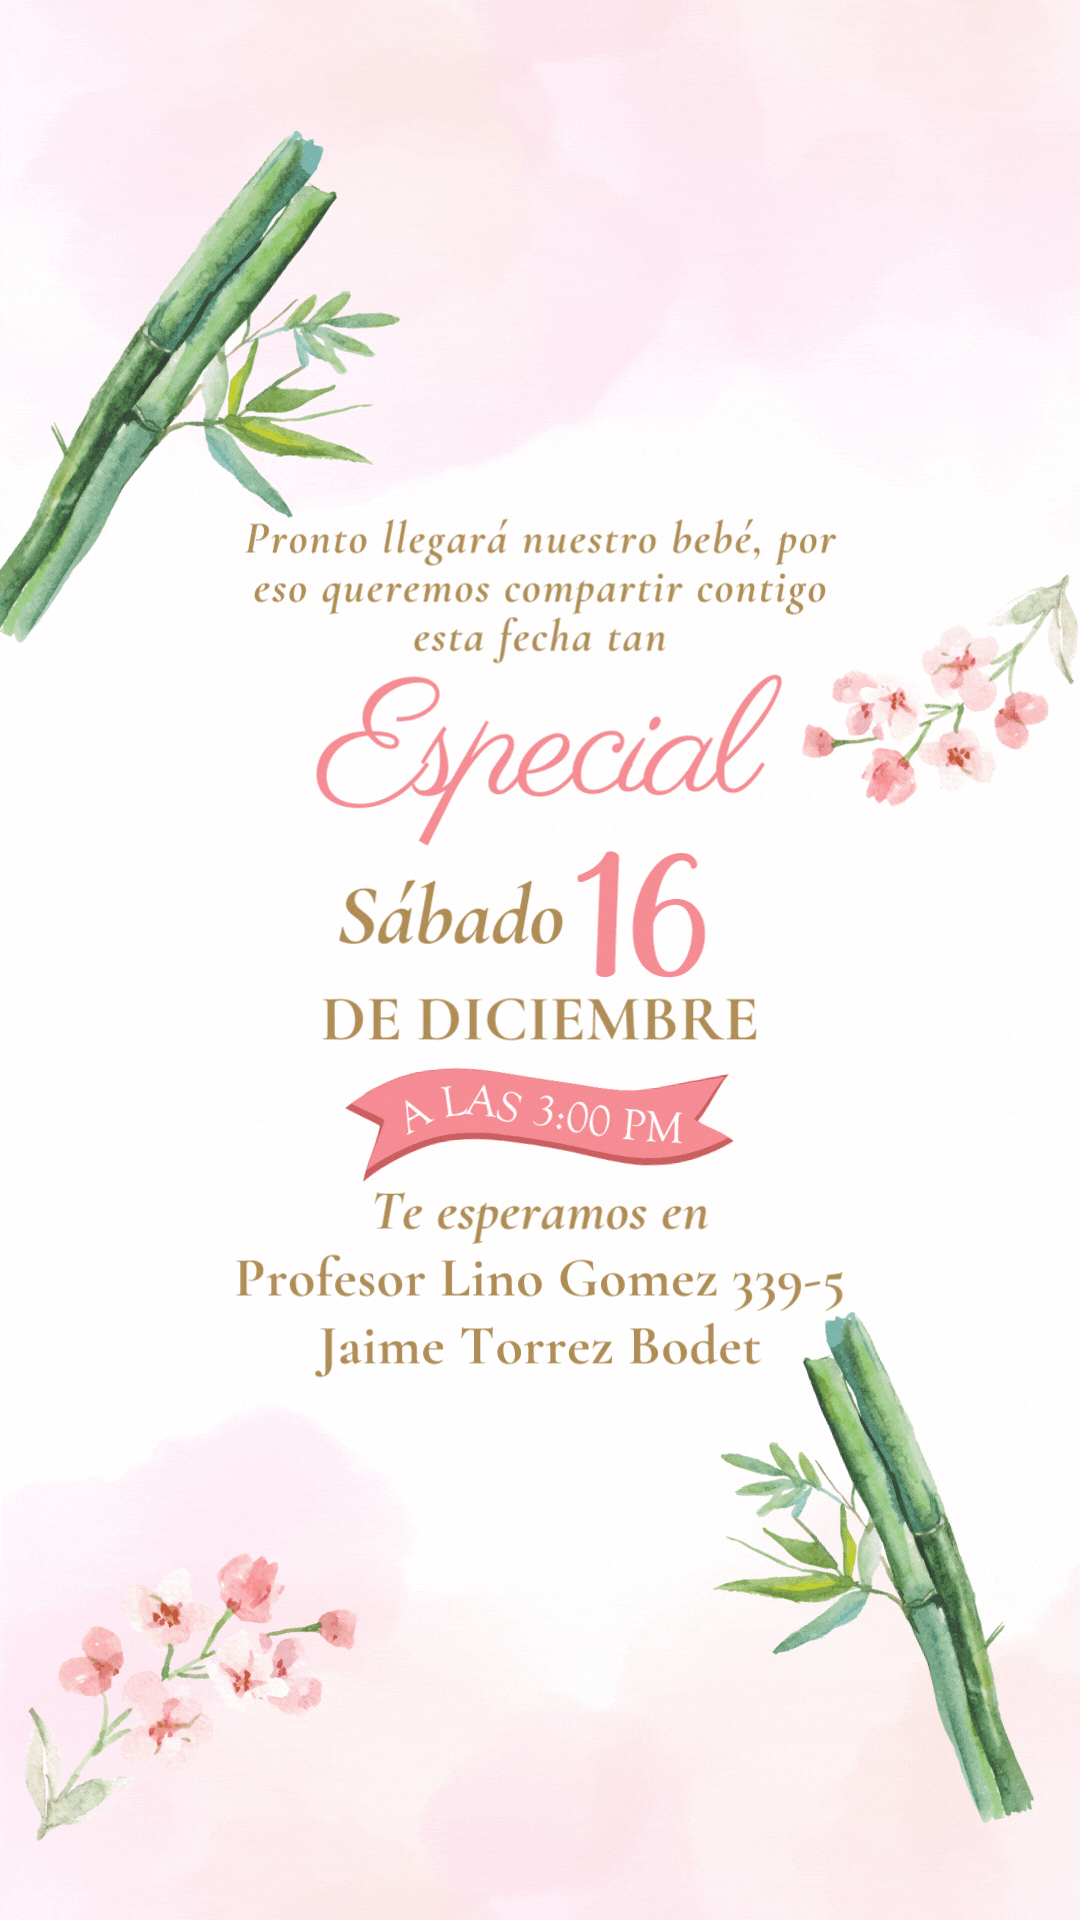 Pronto llegará nuestro bebé, por
eso queremos compartir contigo
esta fecha tan
Especial
Sábado 16
DE DICIEMBRE
A LAS 3:00 PM
Te esperamos en
Profesor Lino Gomez 339-5
Jaime Torrez Bodet